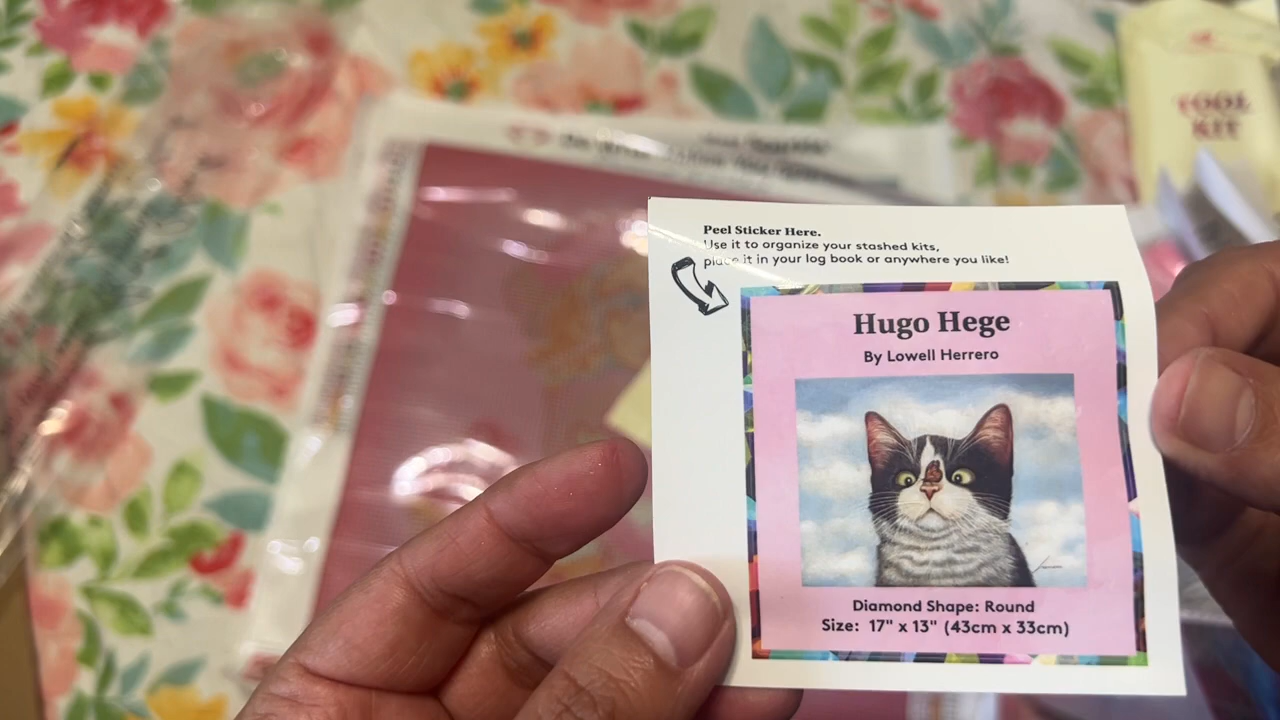 TOOL
KIT
Peel Sticker Here.
Use it to organize your stashed kits,
place it in your log book or anywhere you like!
Hugo Hege
By Lowell Herrero
Diamond Shape: Round
Size: 17" x 13" (43cm x 33cm)